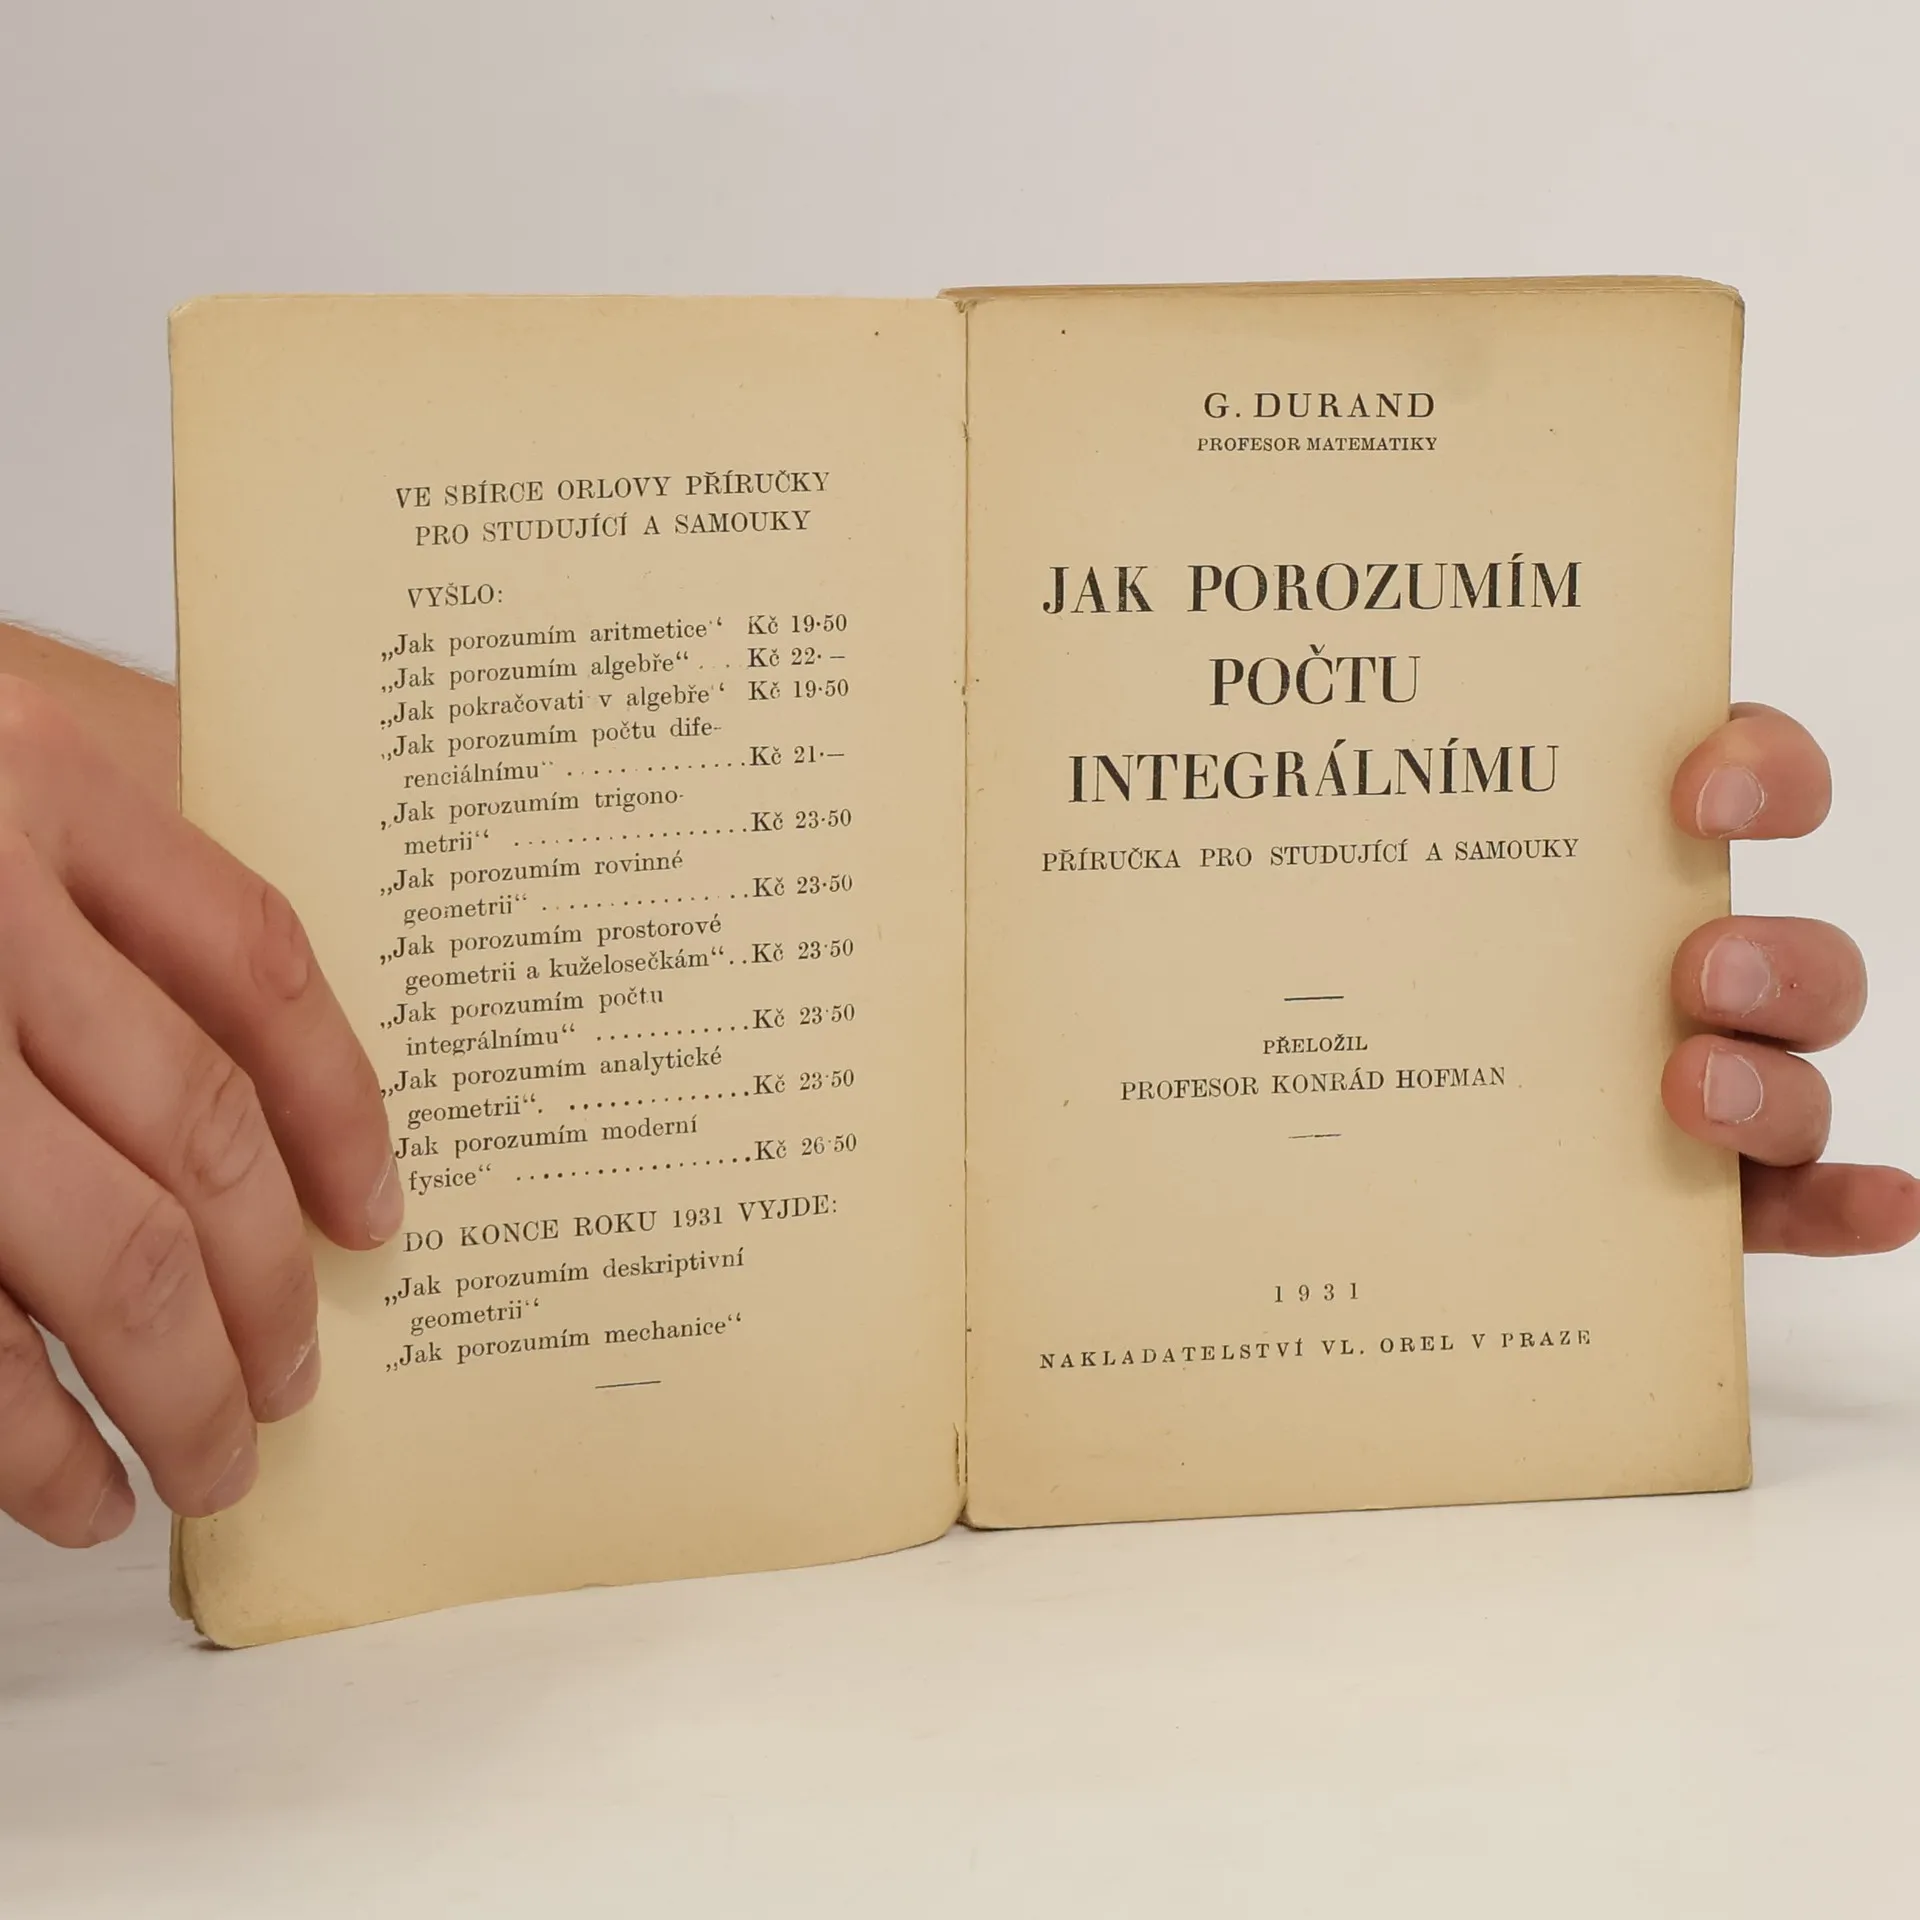 VE SBÍRCE ORLOVY PŘÍRUČKY
PRO STUDUJÍCÍ A SAMOUKY
VYŠLO:
„Jak porozumím aritmetice“ Kč 19·50
„Jak porozumím algebře“ . . Kč 22·—
„Jak pokračovati v algebře“ Kč 19·50
„Jak porozumím počtu dife-
renciálnímu“ . . . . . . . . . . . . . Kč 21·—
„Jak porozumím trigono-
metrii“ . . . . . . . . . . . . . . . . . Kč 23·50
„Jak porozumím rovinné
geometrii“ . . . . . . . . . . . . . . . Kč 23·50
„Jak porozumím prostorové
geometrii a kuželosečkám“ . . Kč 23·50
„Jak porozumím počtu
integrálnímu“ . . . . . . . . . . . . Kč 23·50
„Jak porozumím analytické
geometrii“. . . . . . . . . . . . . . . Kč 23·50
Jak porozumím moderní
fysice“ . . . . . . . . . . . . . . . . . . Kč 26·50
DO KONCE ROKU 1931 VYJDE:
„Jak porozumím deskriptivní
geometrii“
„Jak porozumím mechanice“
G. DURAND
PROFESOR MATEMATIKY
JAK POROZUMÍM
POČTU
INTEGRÁLNÍMU
PŘÍRUČKA PRO STUDUJÍCÍ A SAMOUKY
PŘELOŽIL
PROFESOR KONRÁD HOFMAN
1931
NAKLADATELSTVÍ VL. OREL V PRAZE